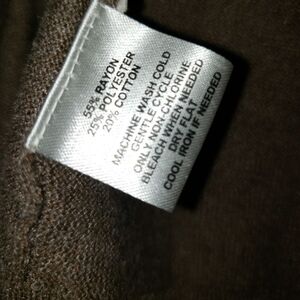 55% RAYON
25% POLYESTER
20% COTTON
MACHINE WASH COLD
GENTLE CYCLE
ONLY NON-CHLORINE
BLEACH WHEN NEEDED
DRY FLAT
COOL IRON IF NEEDED